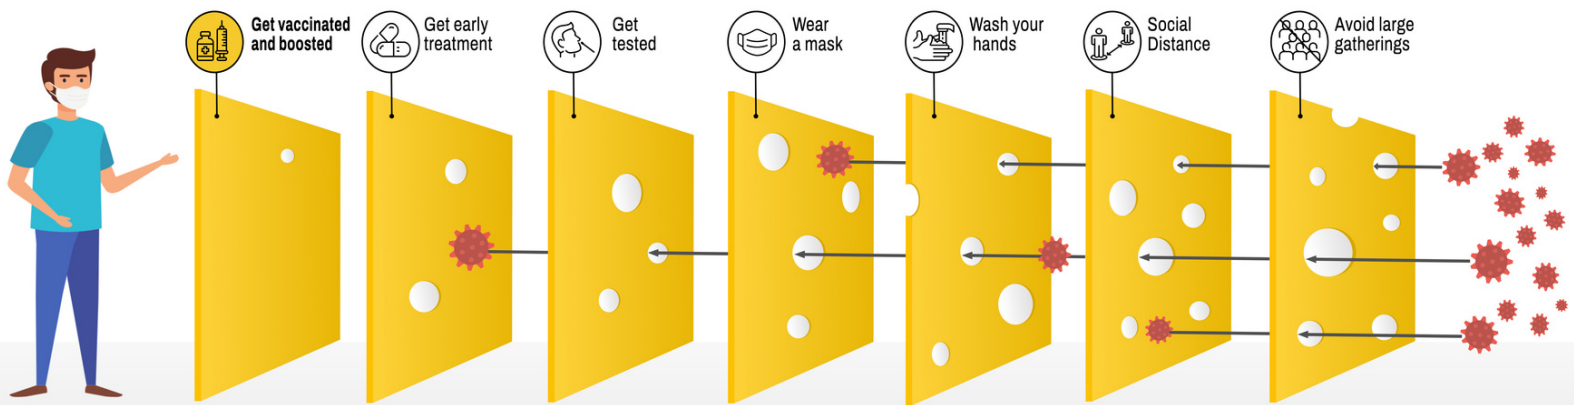 Get vaccinated
and boosted
Get early
treatment
Get
tested
Wear
a mask
Wash your
hands
Social
Distance
Avoid large
gatherings